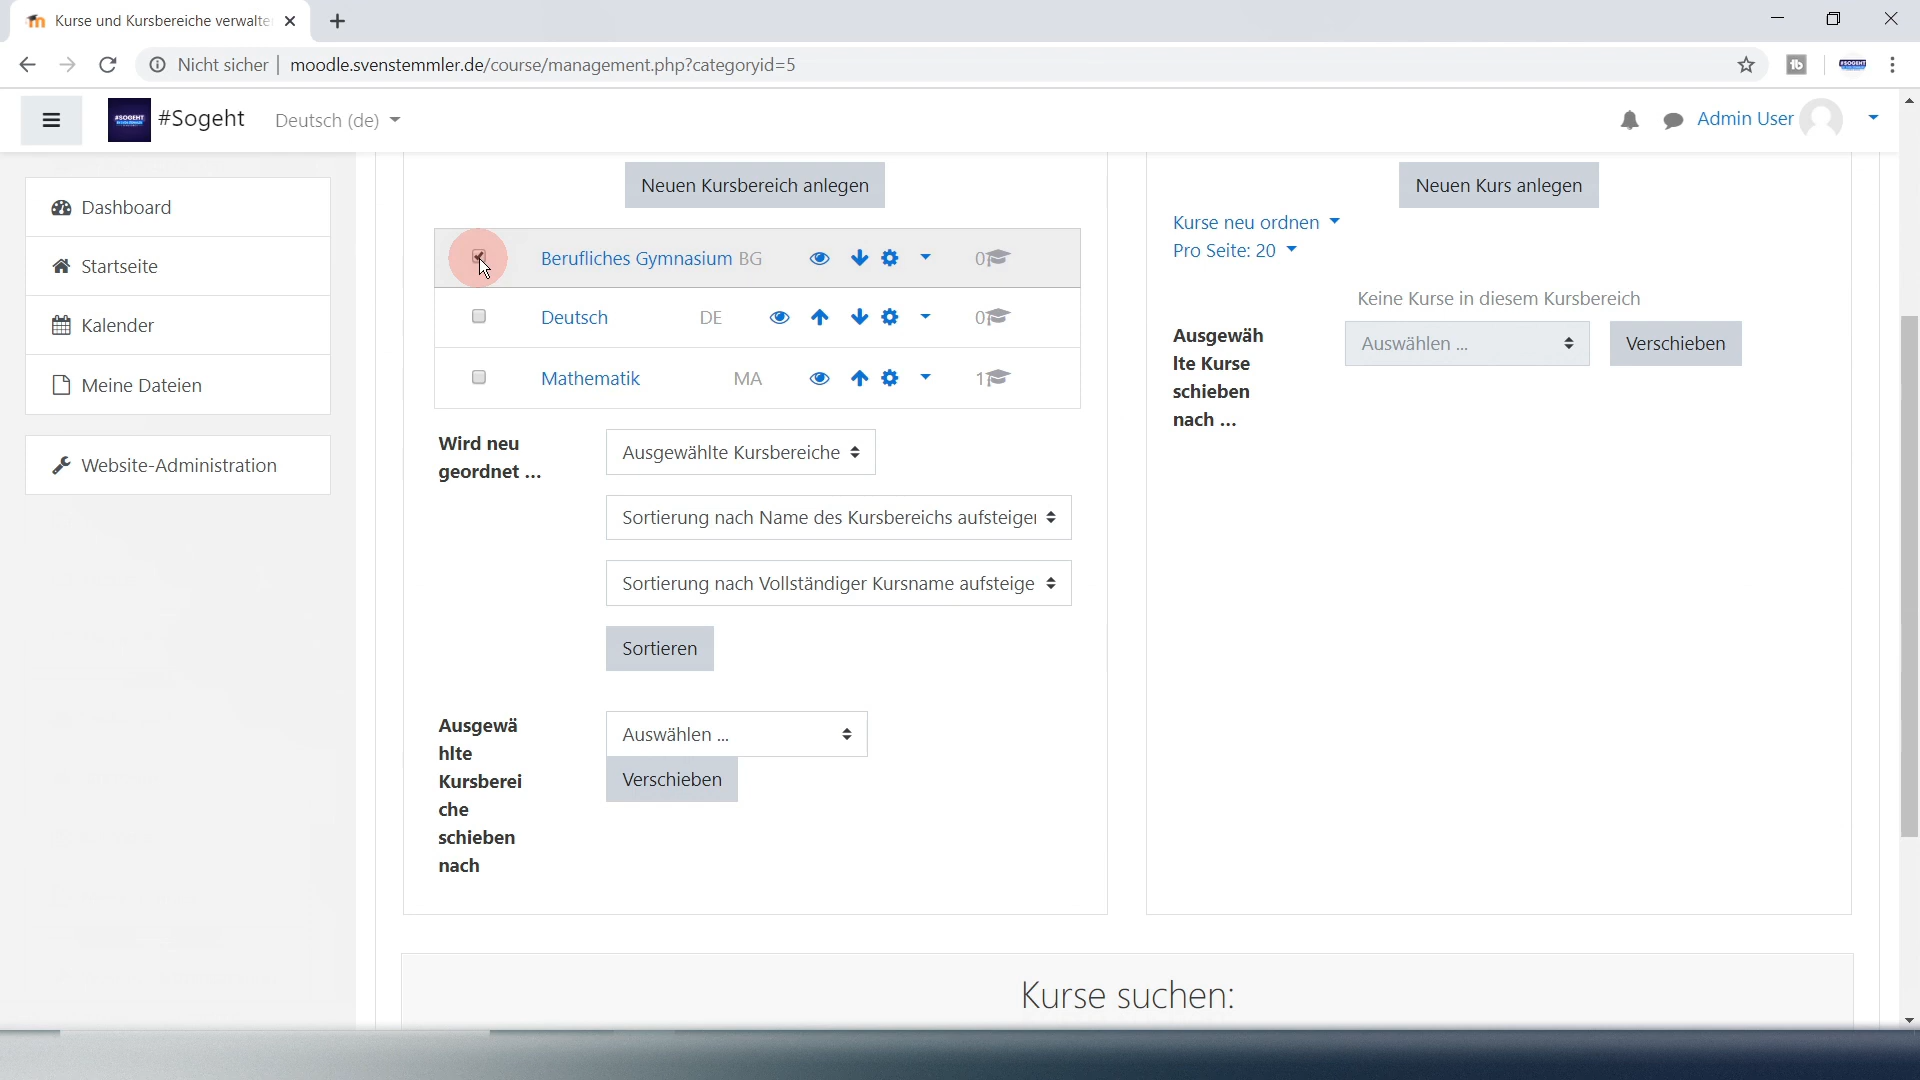 Kurse und Kursbereiche verwalte
Nicht sicher | moodle.svenstemmler.de/course/management.php?categoryid=5
#SOGEHT
#SOGEHT
#Sogeht
Deutsch (de)
Admin User
Dashboard
Startseite
Kalender
Meine Dateien
Website-Administration
Neuen Kursbereich anlegen
Berufliches Gymnasium BG 0
Deutsch DE 0
Mathematik MA 1
Wird neu
geordnet ...
Ausgewählte Kursbereiche
Sortierung nach Name des Kursbereichs aufsteige
Sortierung nach Vollständiger Kursname aufsteige
Sortieren
Ausgewä
hlte
Kursberei
che
schieben
nach
Auswählen ...
Verschieben
Neuen Kurs anlegen
Kurse neu ordnen
Pro Seite: 20
Keine Kurse in diesem Kursbereich
Ausgewäh
lte Kurse
schieben
nach ...
Auswählen ...
Verschieben
Kurse suchen: